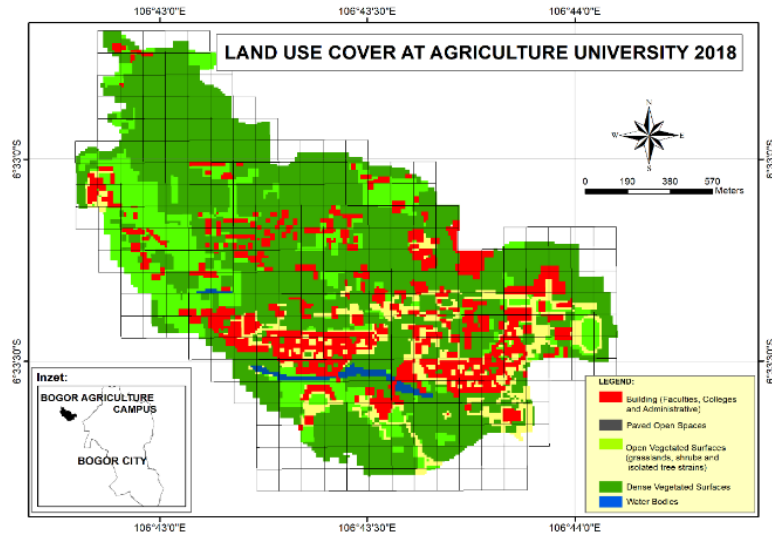 106°43'0"E 106°43'30"E 106°44'0"E
LAND USE COVER AT AGRICULTURE UNIVERSITY 2018
N
W E
S
6°33'0"S 6°33'0"S
0 190 380 570
Meters
6°33'30"S 6°33'30"S
Inzet:
BOGOR AGRICULTURE
CAMPUS
BOGOR CITY
LEGEND:
Building (Faculties, Colleges
and Administrative)
Paved Open Spaces
Open Vegetated Surfaces
(grasslands, shrubs and
isolated tree strains)
Dense Vegetated Surfaces
Water Bodies
106°43'0"E 106°43'30"E 106°44'0"E